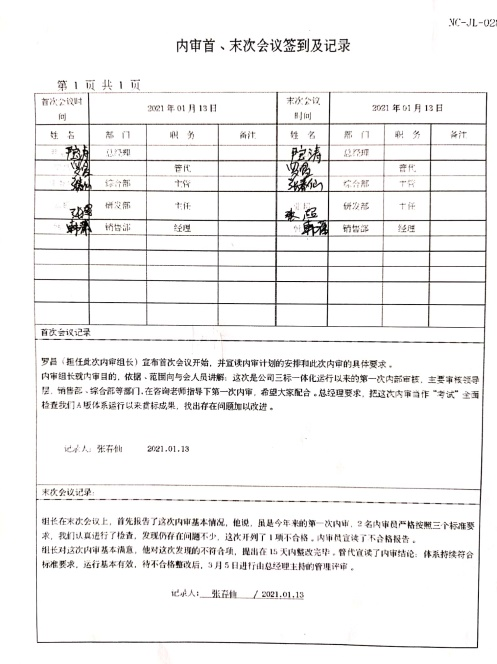 NC-JL-028
内审首、末次会议签到及记录
第 1 页 共 1 页
首次会议时间 2021 年 01 月 13 日 末次会议时间 2021 年 01 月 13 日
姓 名 部 门 职 务 备注 姓 名 部 门 职 务 备注
总经理 总经理
管代 管代
综合部 主管 综合部 主管
研发部 主任 研发部 主任
销售部 经理 销售部 经理
首次会议记录
罗昌（担任此次内审组长）宣布首次会议开始，并宣读内审计划的安排和此次内审的具体要求。
内审组长就内审目的、依据、范围向与会人员讲解；这次是公司三标一体化运行以来的第一次内部审核，主要审核领导
层、销售部、综合部等部门，在咨询老师指导下第一次内审，希望大家配合。总经理要求，把这次内审当作“考试”全面
检查我们 A 版体系运行以来贯标成果，找出存在问题加以改进。
记录人：张春仙 2021.01.13
末次会议记录：
组长在末次会议上，首先报告了这次内审基本情况，他说，虽是今年来的第一次内审，2 名内审员严格按照三个标准要
求，我们认真进行了检查，发现仍存在问题不少，这次开列了 1 项不合格。内审员宣读了不合格报告。
组长对这次内审基本满意，他对这次发现的不符合项，提出在 15 天内整改完毕。管代宣读了内审结论：体系持续符合
标准要求，运行基本有效，待不合格整改后，3 月 5 日进行由总经理主持的管理评审。
记录人： 张春仙 / 2021.01.13